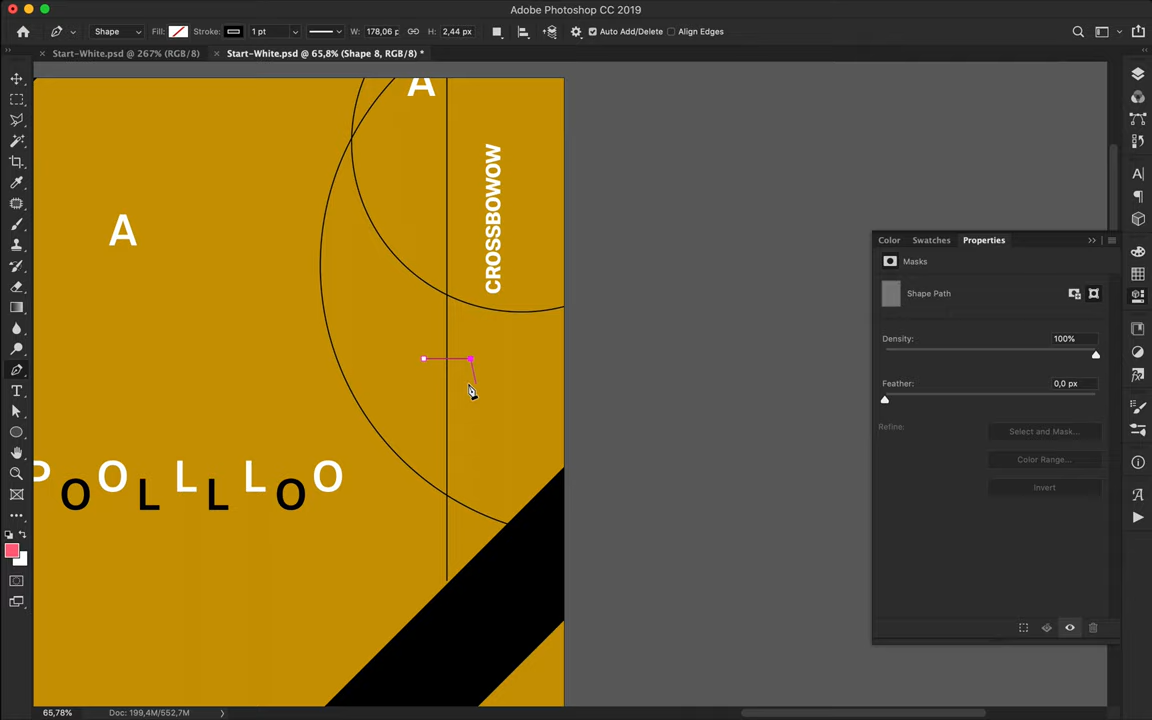 Adobe Photoshop CC 2019
Shape Fill: Stroke: 1 pt W: 178,06 p H: 2,44 px Auto Add/Delete Align Edges
Start-White.psd @ 267% (RGB/8) Start-White.psd @ 65,8% (Shape 8, RGB/8) *
A
CROSSBOWOW
A
P O O L L L L O O
Color Swatches Properties
Masks
Shape Path
Density: 100%
Feather: 0,0 px
Refine:
Select and Mask...
Color Range...
Invert
65,78% Doc: 199,4M/552,7M